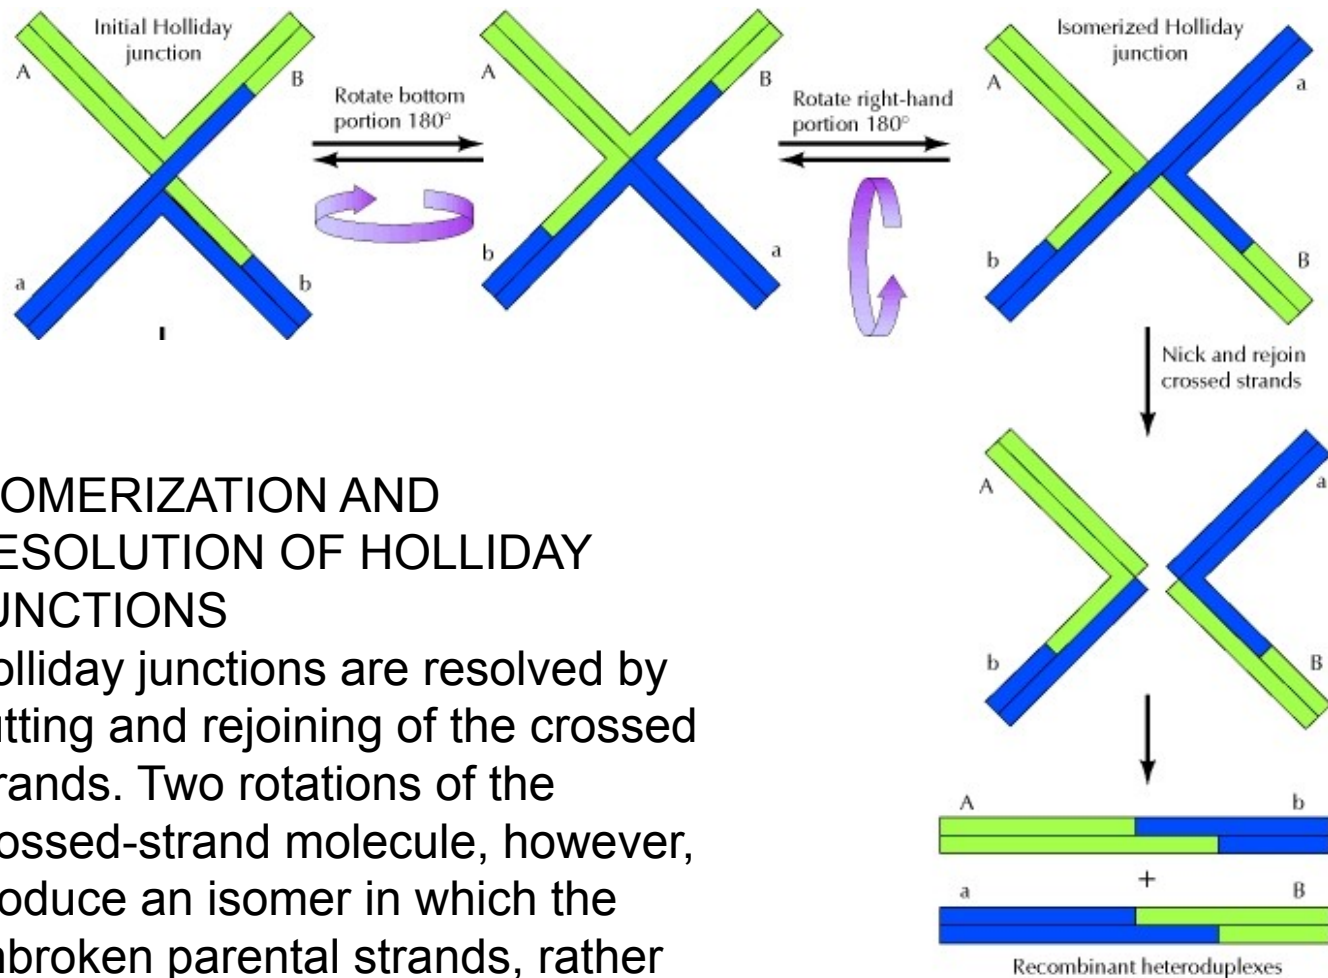 Initial Holliday
junction
A
B
a
b
Rotate bottom
portion 180°
A
B
b
a
Rotate right-hand
portion 180°
Isomerized Holliday
junction
A
a
b
B
Nick and rejoin
crossed strands
A
a
b
B
A b
+
a B
Recombinant heteroduplexes
OMERIZATION AND
ESOLUTION OF HOLLIDAY
UNCTIONS
olliday junctions are resolved by
utting and rejoining of the crossed
rands. Two rotations of the
ossed-strand molecule, however,
oduce an isomer in which the
nbroken parental strands, rather